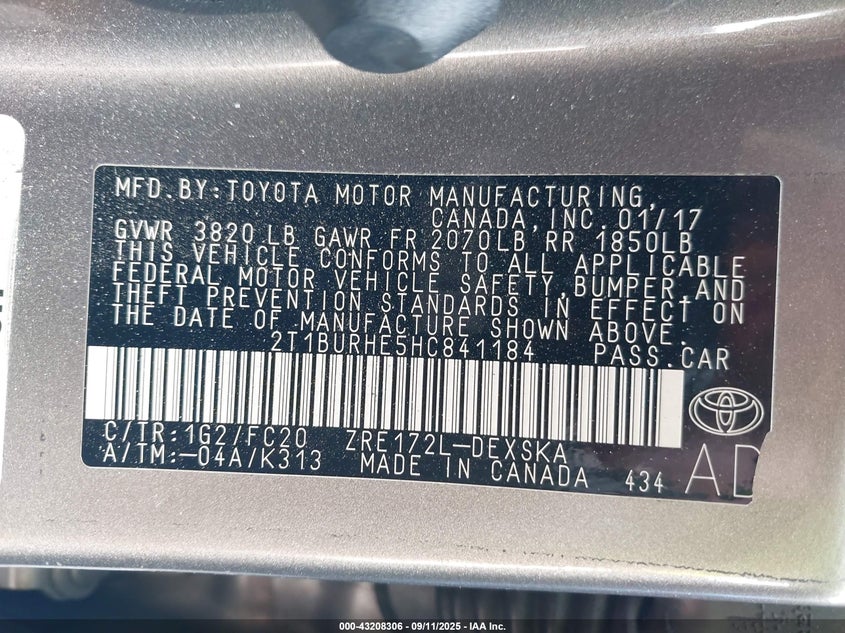 MFD.BY:TOYOTA MOTOR MANUFACTURING,
CANADA,INC. 01/17
GVWR 3820 LB GAWR FR 2070LB RR 1850LB
THIS VEHICLE CONFORMS TO ALL APPLICABLE
FEDERAL MOTOR VEHICLE SAFETY,BUMPER,AND
THEFT PREVENTION STANDARDS IN EFFECT ON
THE DATE OF MANUFACTURE SHOWN ABOVE.
2T1BURHE5HC841184 PASS.CAR
C/TR:1G2/FC20 ZRE172L-DEXSKA
A/TM:-04A/K313 MADE IN CANADA 434 AD
000-43208306 - 09/11/2025 - IAA Inc.